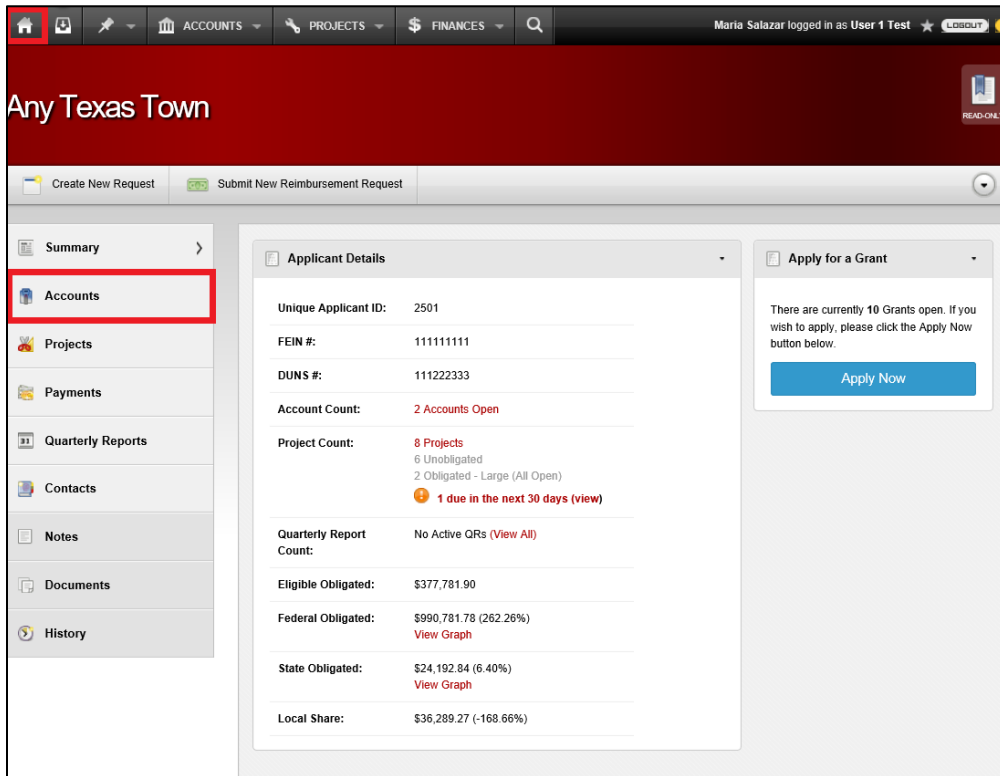 ACCOUNTS PROJECTS $ FINANCES Maria Salazar logged in as User 1 Test LOGOUT
Any Texas Town
READ-ONLY
Create New Request Submit New Reimbursement Request
Summary
Accounts
Projects
Payments
31 Quarterly Reports
Contacts
Notes
Documents
History
Applicant Details
Unique Applicant ID: 2501
FEIN #: 111111111
DUNS #: 111222333
Account Count: 2 Accounts Open
Project Count: 8 Projects
6 Unobligated
2 Obligated - Large (All Open)
1 due in the next 30 days (view)
Quarterly Report No Active QRs (View All)
Count:
Eligible Obligated: $377,781.90
Federal Obligated: $990,781.78 (262.26%)
View Graph
State Obligated: $24,192.84 (6.40%)
View Graph
Local Share: $36,289.27 (-168.66%)
Apply for a Grant
There are currently 10 Grants open. If you
wish to apply, please click the Apply Now
button below.
Apply Now